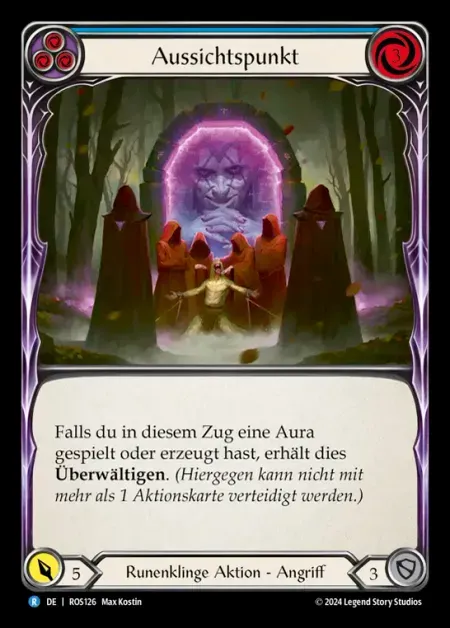 Aussichtspunkt
3
Falls du in diesem Zug eine Aura
gespielt oder erzeugt hast, erhält dies
Überwältigen. (Hiergegen kann nicht mit
mehr als 1 Aktionskarte verteidigt werden.)
5
Runenklinge Aktion - Angriff
3
R DE | ROS126 Max Kostin
© 2024 Legend Story Studios